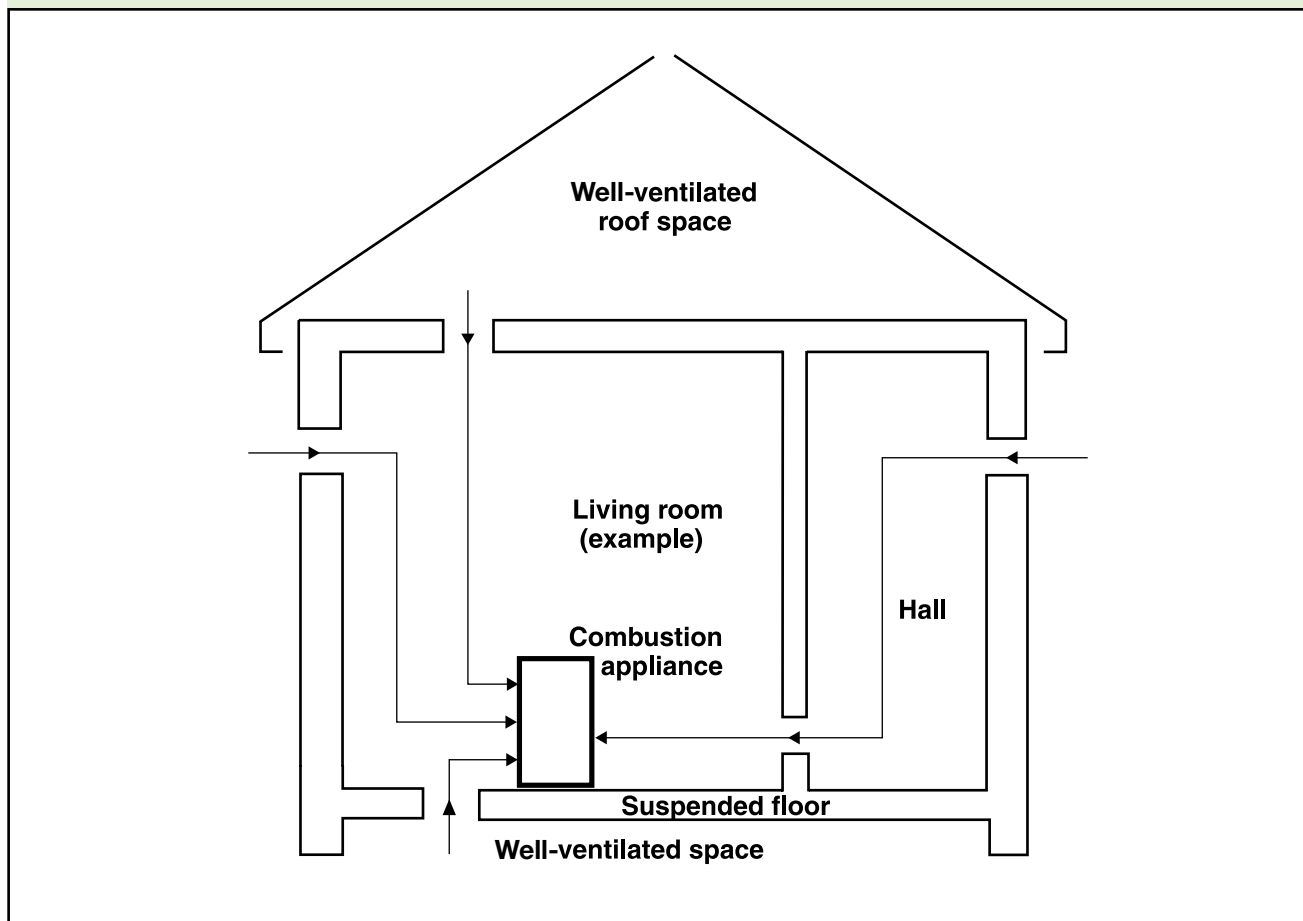 Well-ventilated
roof space
Living room
(example)
Hall
Combustion
appliance
Suspended floor
Well-ventilated space